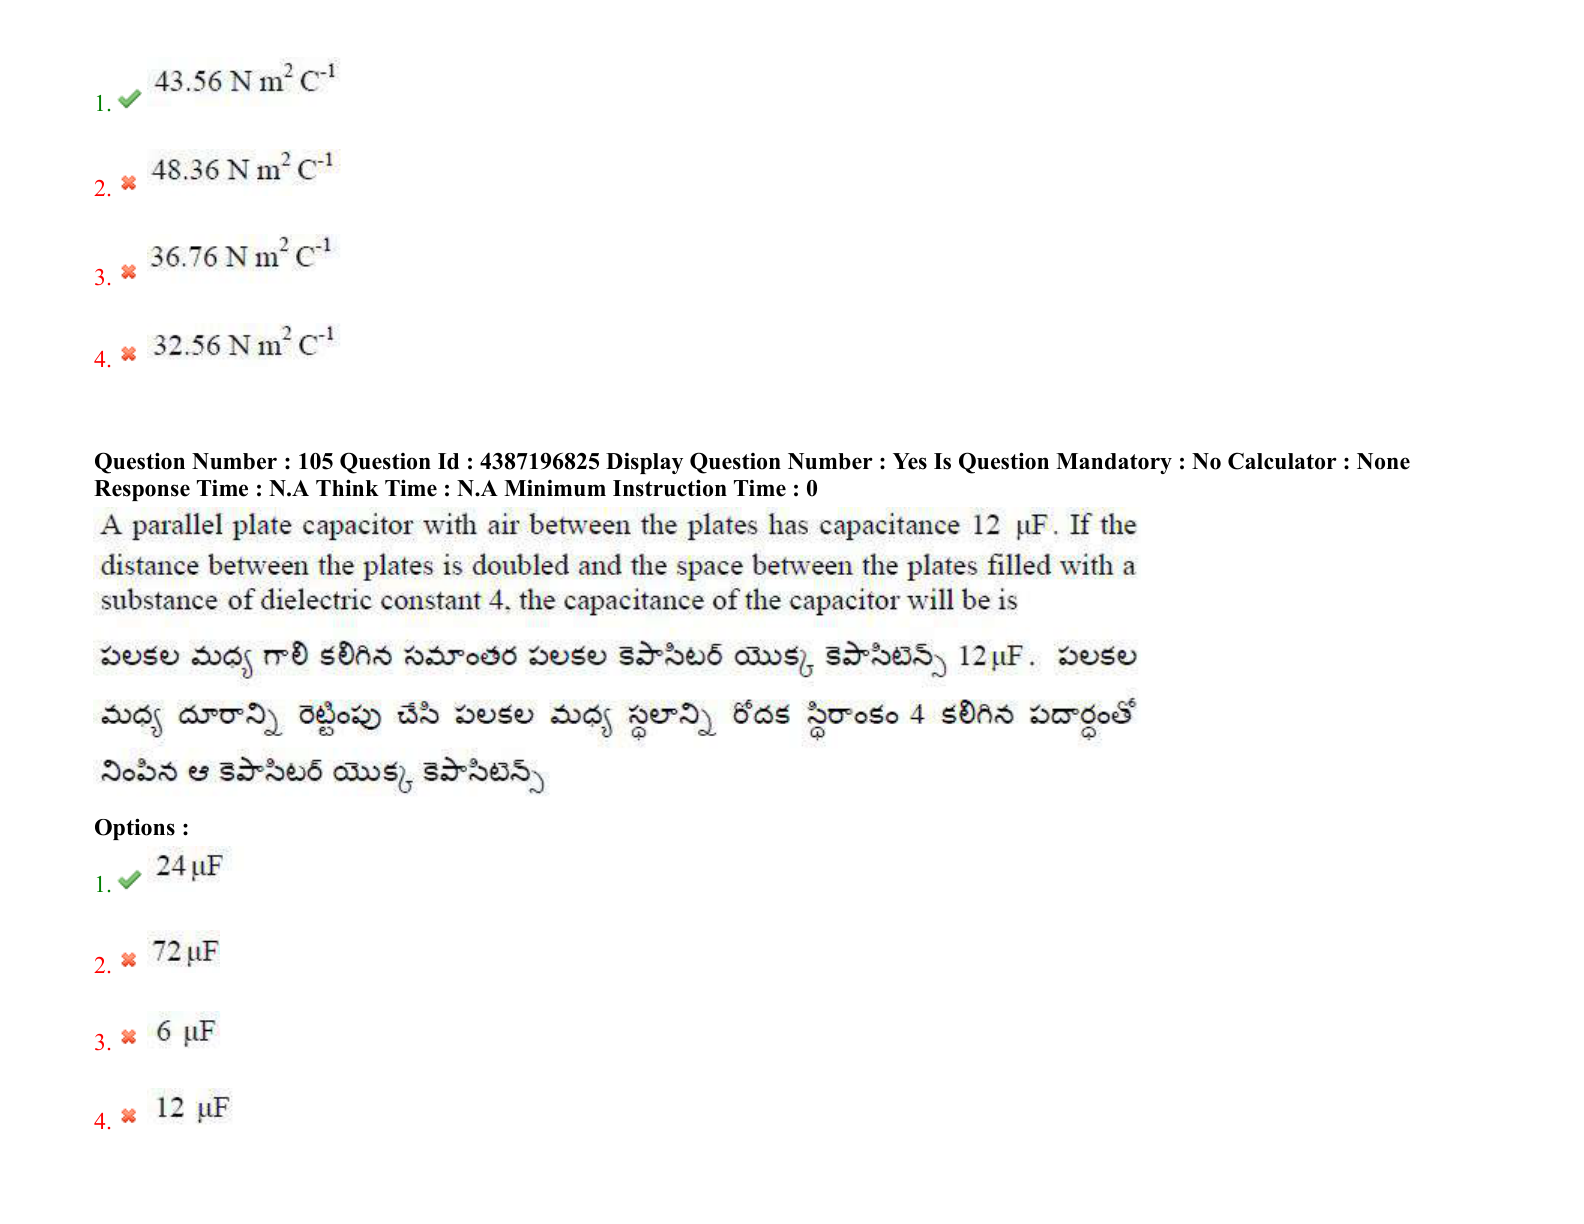 1. 43.56 N m² C⁻¹
2. 48.36 N m² C⁻¹
3. 36.76 N m² C⁻¹
4. 32.56 N m² C⁻¹
Question Number : 105 Question Id : 4387196825 Display Question Number : Yes Is Question Mandatory : No Calculator : None
Response Time : N.A Think Time : N.A Minimum Instruction Time : 0
A parallel plate capacitor with air between the plates has capacitance 12 μF. If the
distance between the plates is doubled and the space between the plates filled with a
substance of dielectric constant 4, the capacitance of the capacitor will be is
పలకల మధ్య గాలి కలిగిన సమాంతర పలకల కెపాసిటర్ యొక్క కెపాసిటెన్స్ 12μF. పలకల
మధ్య దూరాన్ని రెట్టింపు చేసి పలకల మధ్య స్థలాన్ని రోదక స్థిరాంకం 4 కలిగిన పదార్థంతో
నింపిన ఆ కెపాసిటర్ యొక్క కెపాసిటెన్స్
Options :
1. 24 μF
2. 72 μF
3. 6 μF
4. 12 μF